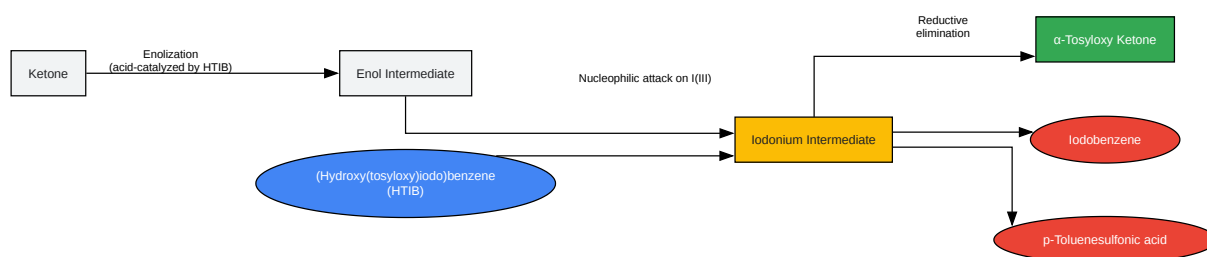 Ketone
Enolization
(acid-catalyzed by HTIB)
Enol Intermediate
(Hydroxy(tosyloxy)iodo)benzene
(HTIB)
Nucleophilic attack on I(III)
Iodonium Intermediate
Reductive
elimination
α-Tosyloxy Ketone
Iodobenzene
p-Toluenesulfonic acid